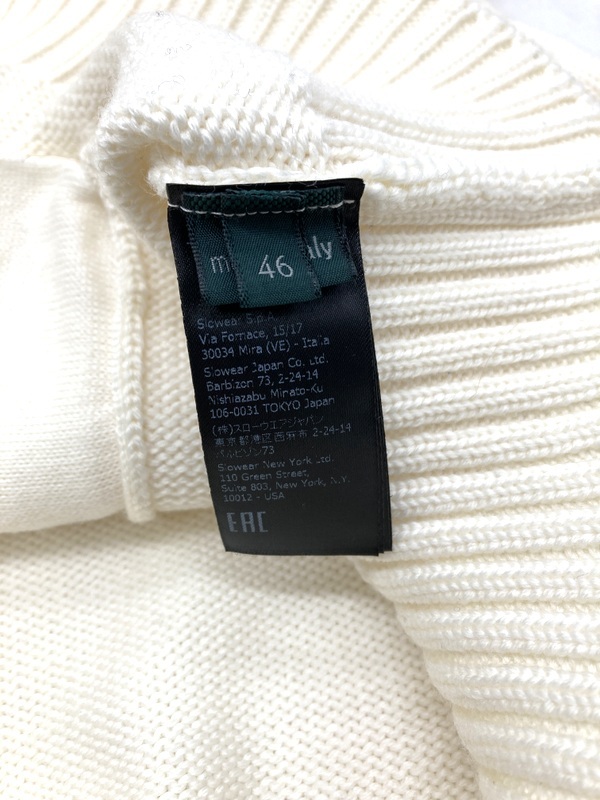 m aly
46
Slowear S.p.A.
Via Fornace, 15/17
30034 Mira (VE) - Italia
Slowear Japan Co. Ltd.
Barbizon 73, 2-24-14
Nishiazabu Minato-Ku
106-0031 TOKYO Japan
(株)スローウエアジャパン
東京都港区西麻布 2-24-14
バルビゾン73
Slowear New York Ltd.
110 Green Street,
Suite 803, New York, N.Y.
10012 - USA
EAC